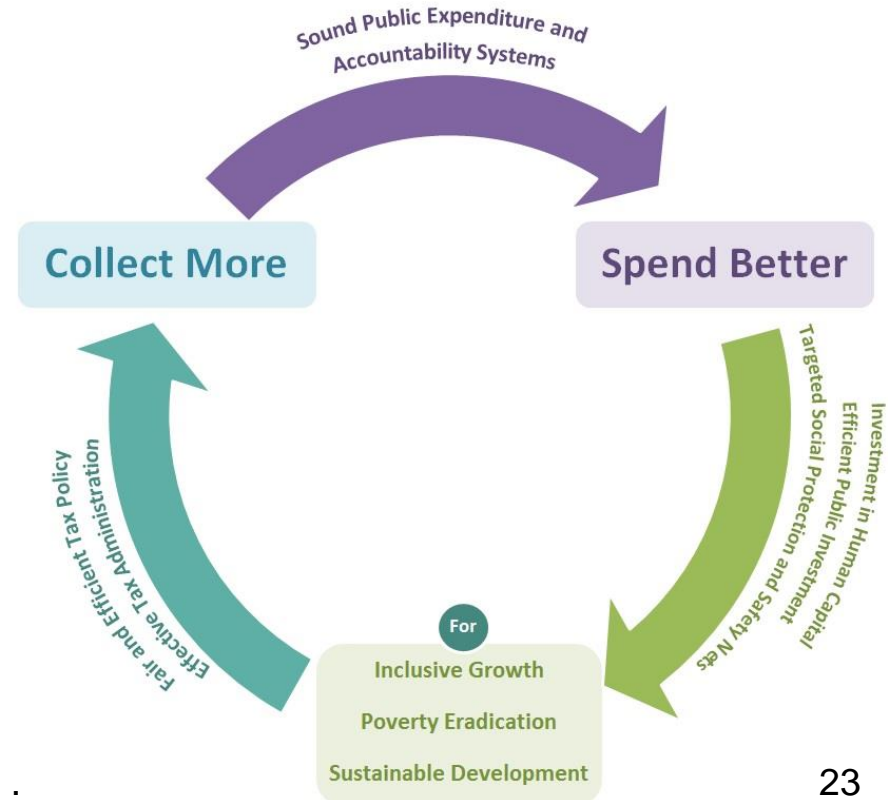 Sound Public Expenditure and
Accountability Systems
Collect More
Spend Better
Investment in Human Capital
Efficient Public Investment
Targeted Social Protection and Safety Nets
Fair and Efficient Tax Policy
Effective Tax Administration
For
Inclusive Growth
Poverty Eradication
Sustainable Development
.
23